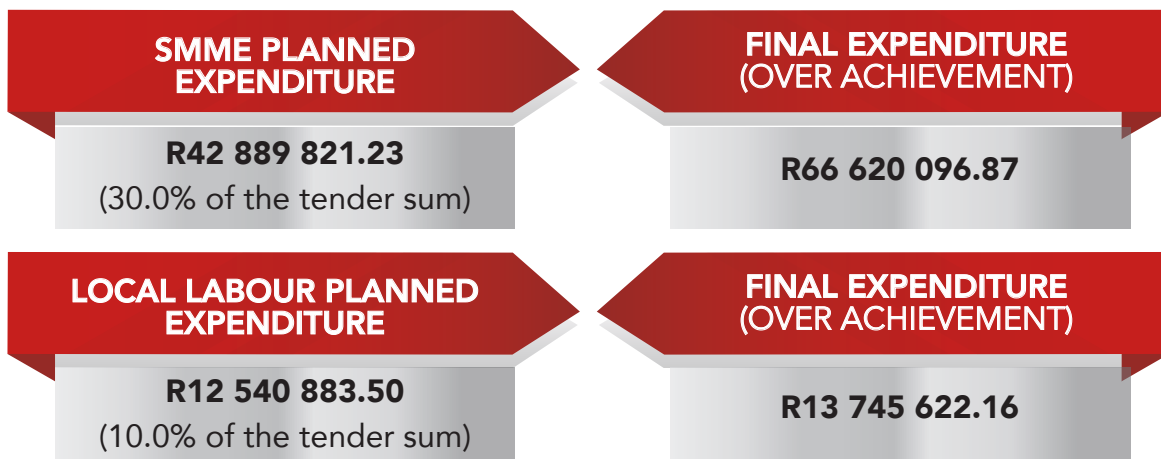 SMME PLANNED
EXPENDITURE
R42 889 821.23
(30.0% of the tender sum)
FINAL EXPENDITURE
(OVER ACHIEVEMENT)
R66 620 096.87
LOCAL LABOUR PLANNED
EXPENDITURE
R12 540 883.50
(10.0% of the tender sum)
FINAL EXPENDITURE
(OVER ACHIEVEMENT)
R13 745 622.16